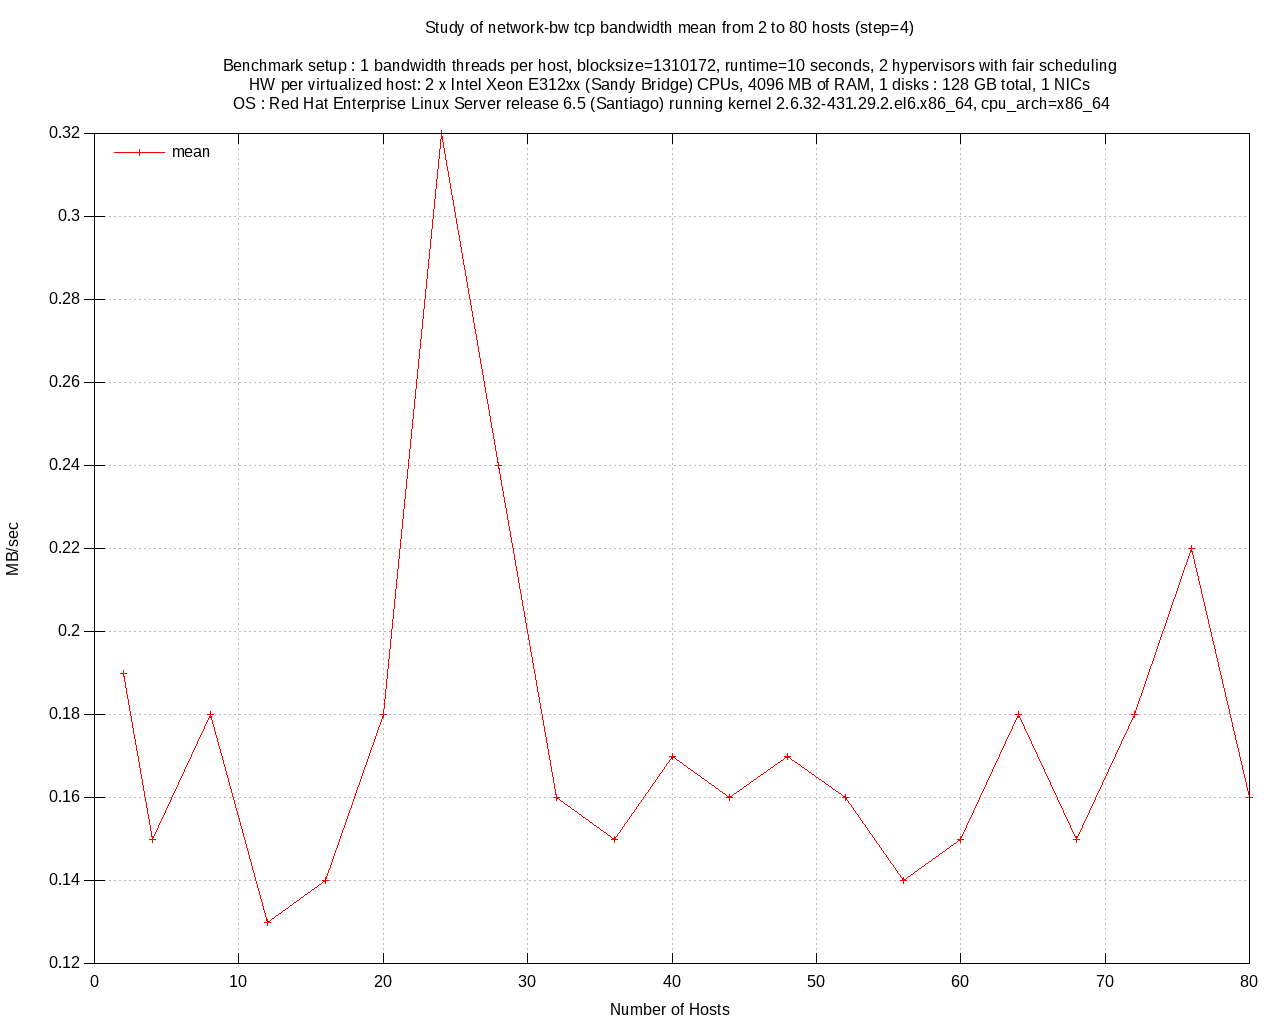 Study of network-bw tcp bandwidth mean from 2 to 80 hosts (step=4)
Benchmark setup : 1 bandwidth threads per host, blocksize=1310172, runtime=10 seconds, 2 hypervisors with fair scheduling
HW per virtualized host: 2 x Intel Xeon E312xx (Sandy Bridge) CPUs, 4096 MB of RAM, 1 disks : 128 GB total, 1 NICs
OS : Red Hat Enterprise Linux Server release 6.5 (Santiago) running kernel 2.6.32-431.29.2.el6.x86_64, cpu_arch=x86_64
mean
0.32
0.3
0.28
0.26
0.24
0.22
0.2
0.18
0.16
0.14
0.12
MB/sec
0 10 20 30 40 50 60 70 80
Number of Hosts